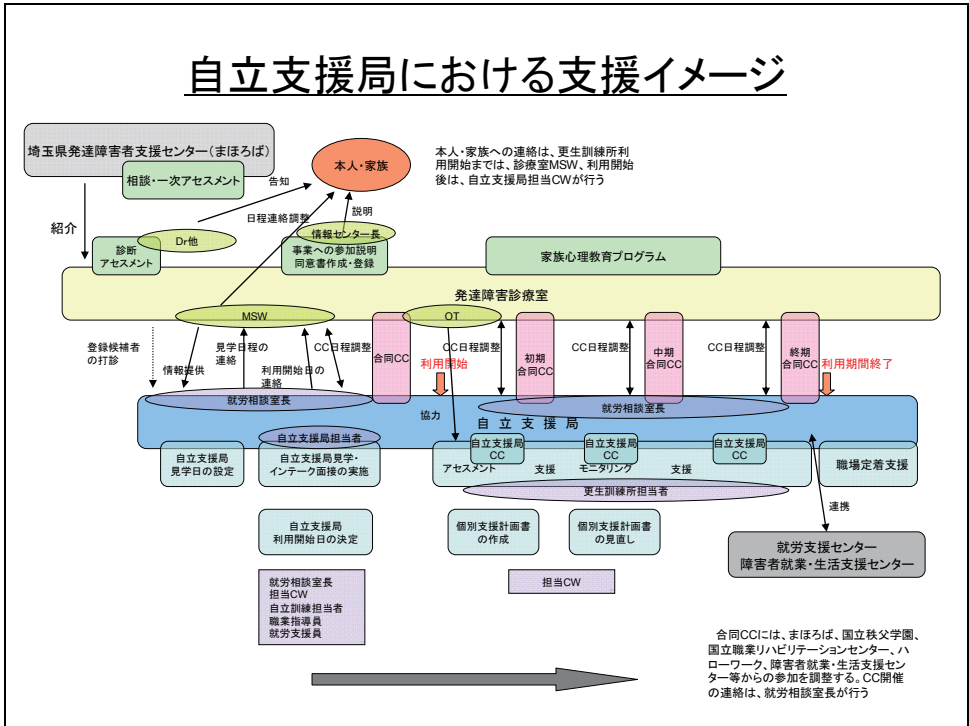 自立支援局における支援イメージ
埼玉県発達障害者支援センター(まほろば)
相談・一次アセスメント
告知
本人・家族
本人・家族への連絡は、更生訓練所利
用開始までは、診療室MSW、利用開始
後は、自立支援局担当CWが行う
紹介
日程連絡調整
説明
Dr他
情報センター長
診断
アセスメント
事業への参加説明
同意書作成・登録
家族心理教育プログラム
発達障害診療室
MSW
OT
登録候補者
の打診
情報提供
見学日程の
連絡
利用開始日の
連絡
CC日程調整
合同CC
利用開始
CC日程調整
初期
合同CC
CC日程調整
中期
合同CC
CC日程調整
終期
合同CC
利用期間終了
就労相談室長
協力
就労相談室長
自立支援局
自立支援局担当者
自立支援局
見学日の設定
自立支援局見学・
インテーク面接の実施
自立支援局
CC
自立支援局
CC
自立支援局
CC
アセスメント
支援
モニタリング
支援
職場定着支援
更生訓練所担当者
連携
自立支援局
利用開始日の決定
個別支援計画書
の作成
個別支援計画書
の見直し
就労支援センター
障害者就業・生活支援センター
就労相談室長
担当CW
自立訓練担当者
職業指導員
就労支援員
担当CW
合同CCには、まほろば、国立秩父学園、
国立職業リハビリテーションセンター、ハ
ローワーク、障害者就業・生活支援セン
ター等からの参加を調整する。CC開催
の連絡は、就労相談室長が行う